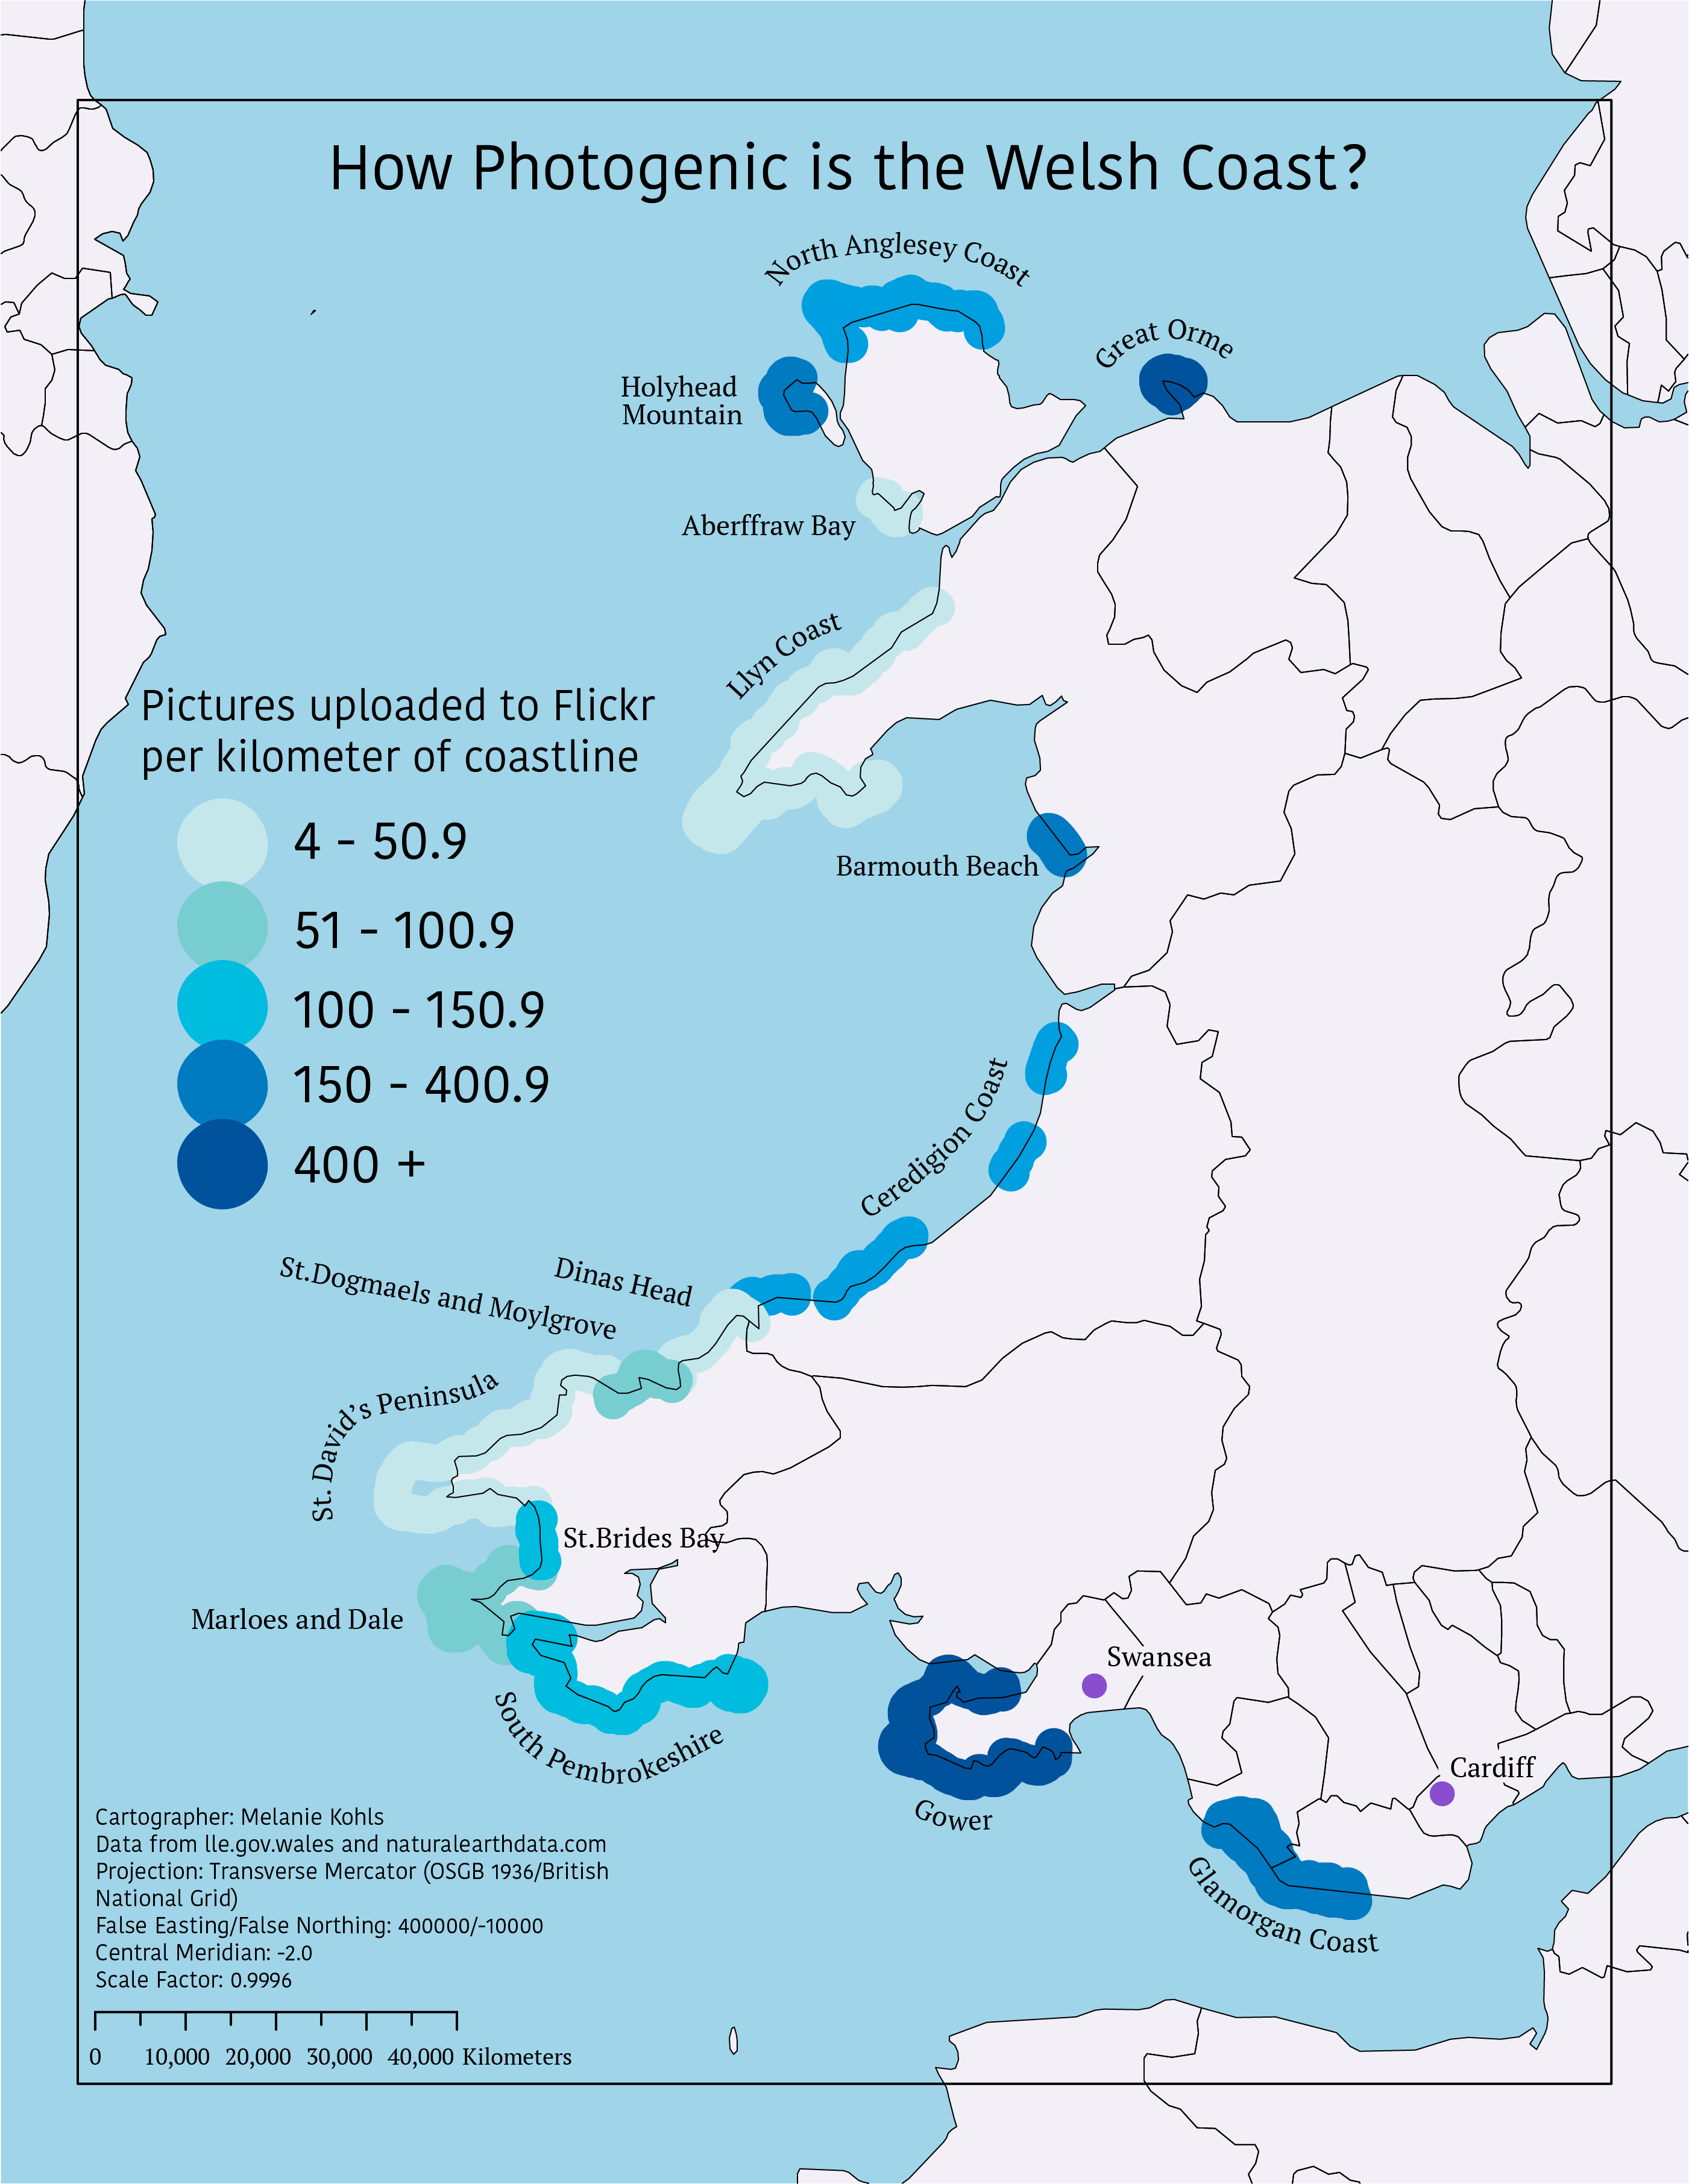 How Photogenic is the Welsh Coast?
North Anglesey Coast
Great Orme
Holyhead
Mountain
Aberffraw Bay
Llyn Coast
Pictures uploaded to Flickr
per kilometer of coastline
4 - 50.9
51 - 100.9
100 - 150.9
150 - 400.9
400 +
Barmouth Beach
Ceredigion Coast
Dinas Head
St.Dogmaels and Moylgrove
St. David's Peninsula
St.Brides Bay
Marloes and Dale
South Pembrokeshire
Swansea
Gower
Cardiff
Glamorgan Coast
Cartographer: Melanie Kohls
Data from lle.gov.wales and naturalearthdata.com
Projection: Transverse Mercator (OSGB 1936/British
National Grid)
False Easting/False Northing: 400000/-10000
Central Meridian: -2.0
Scale Factor: 0.9996
0 10,000 20,000 30,000 40,000 Kilometers